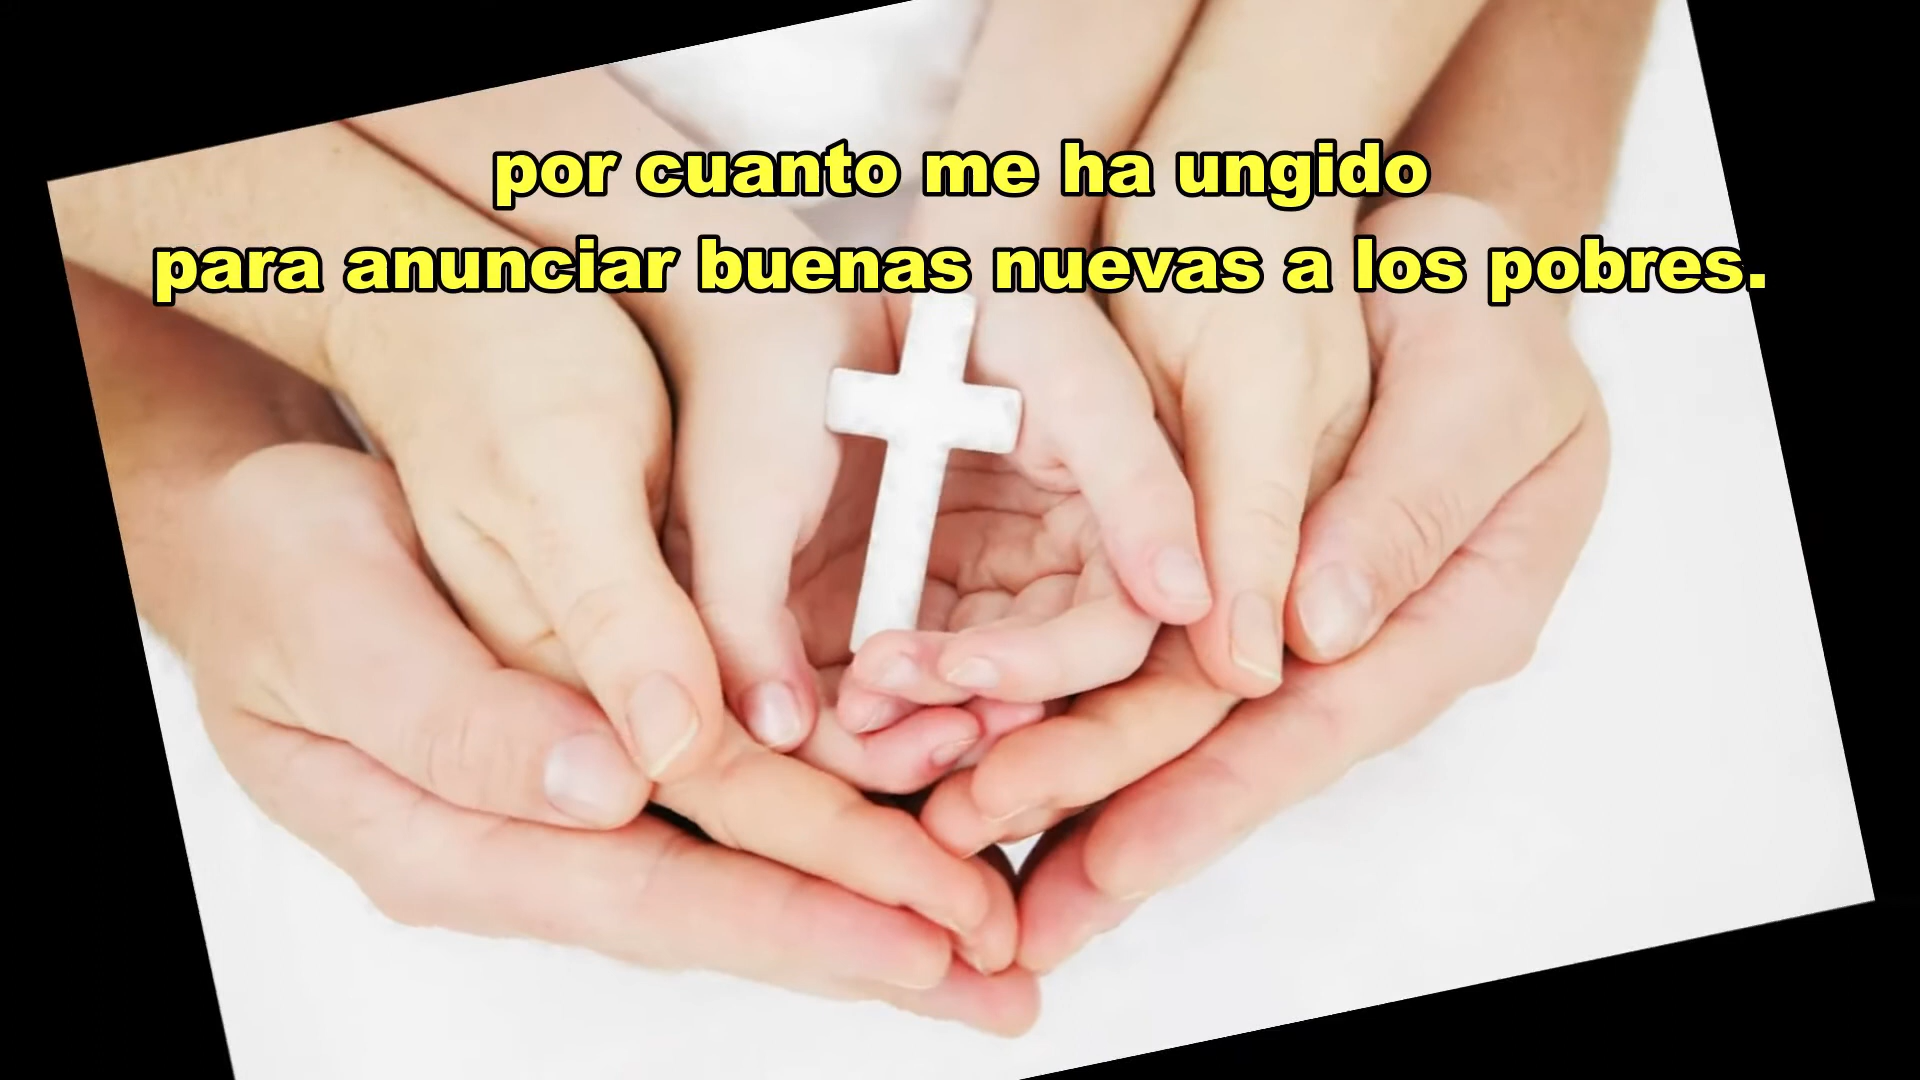 por cuanto me ha ungido
para anunciar buenas nuevas a los pobres.